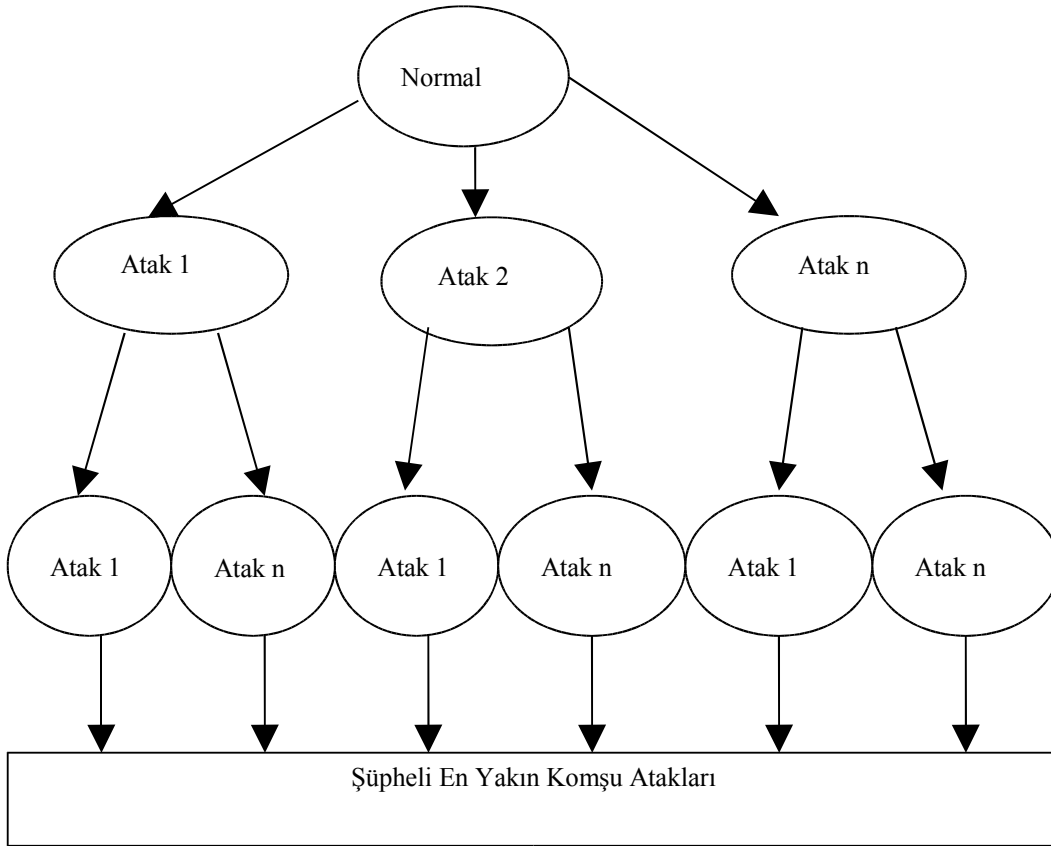 Normal
Atak 1
Atak 2
Atak n
Atak 1
Atak n
Atak 1
Atak n
Atak 1
Atak n
Şüpheli En Yakın Komşu Atakları